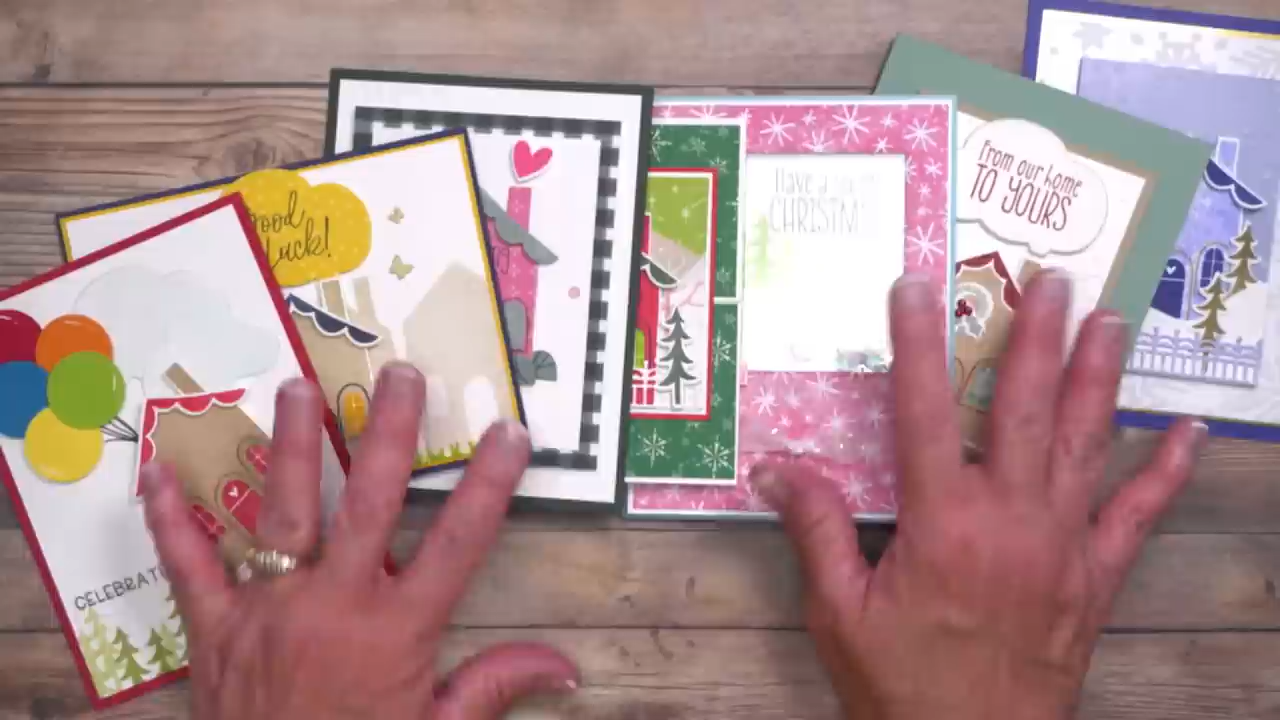 good
luck!
Have a
CHRISTM
From our home
TO YOURS
CELEBRAT